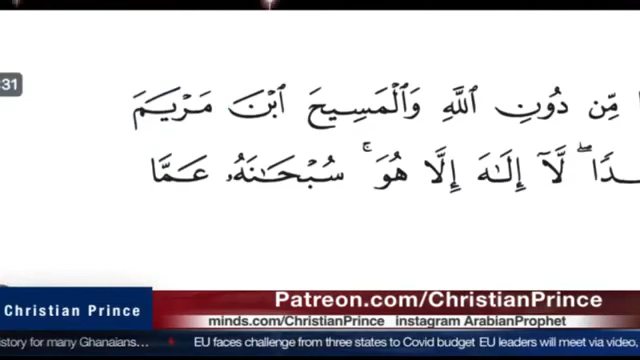 :31
مِّن دُونِ ٱللَّهِ وَٱلْمَسِيحَ ٱبْنَ مَرْيَمَ
لَّآ إِلَٰهَ إِلَّا هُوَ ۚ سُبْحَٰنَهُۥ عَمَّا
Christian Prince
Patreon.com/ChristianPrince
minds.com/ChristianPrince instagram ArabianProphet
story for many Ghanaians... EU faces challenge from three states to Covid budget EU leaders will meet via video,